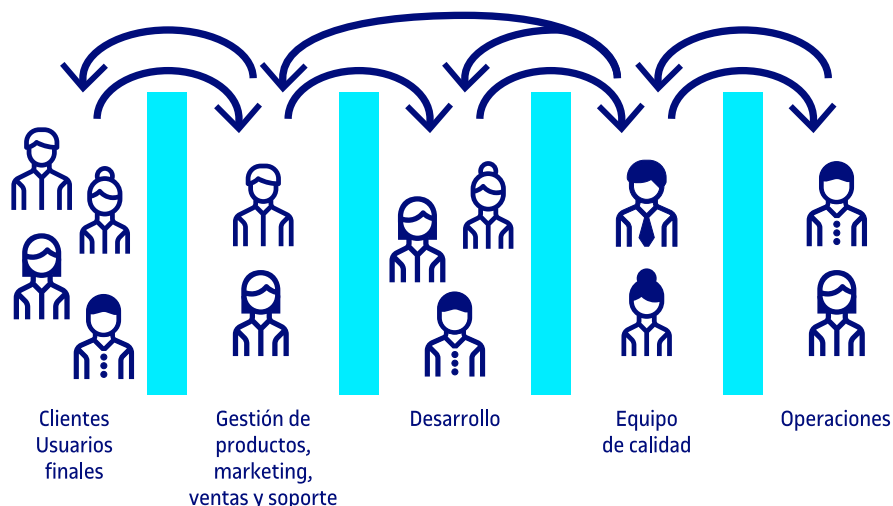 Clientes
Usuarios
finales
Gestión de
productos,
marketing,
ventas y soporte
Desarrollo
Equipo
de calidad
Operaciones